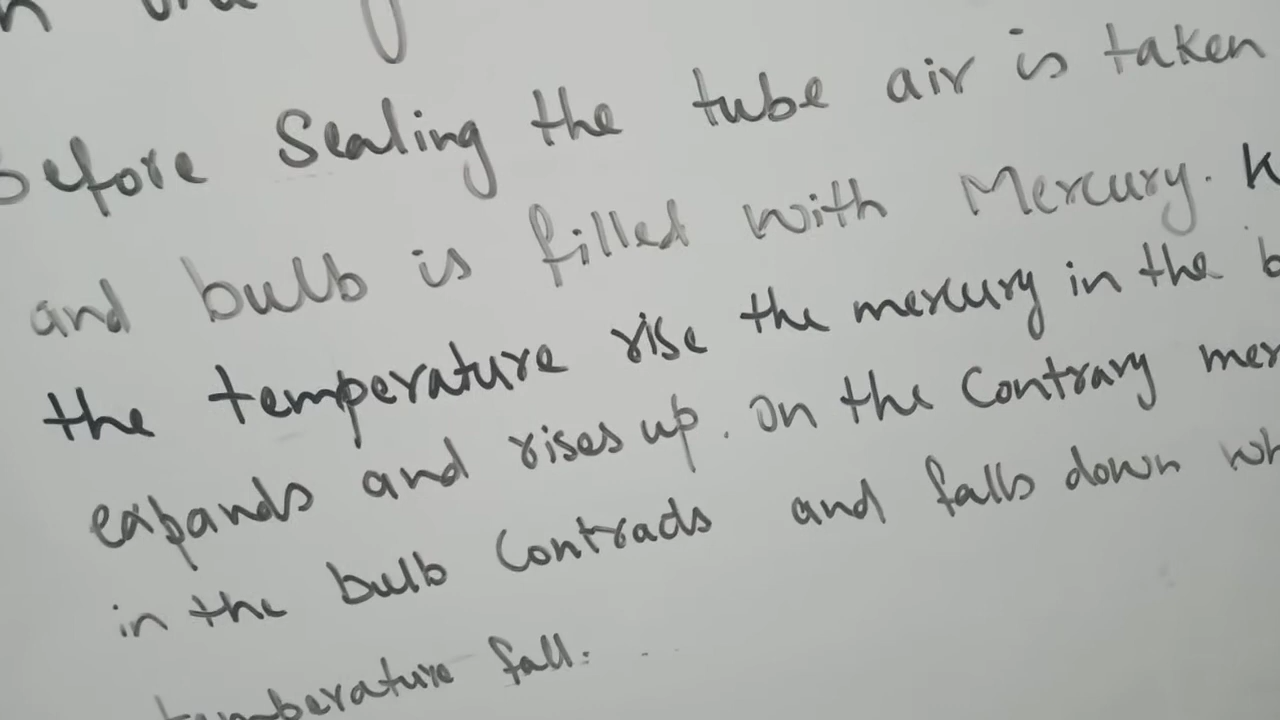 before Sealing the tube air is taken
and bulb is filled with Mercury.
the temperature rise the mercury in the
expands and rises up. on the Contrary
in the bulb Contracts and falls down
temperature fall.